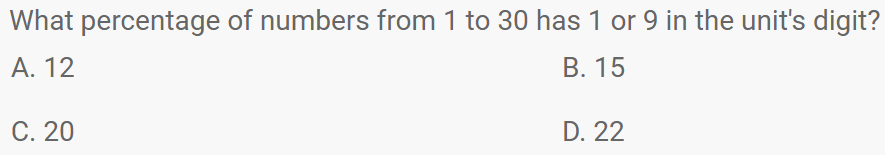 What percentage of numbers from 1 to 30 has 1 or 9 in the unit's digit?
A. 12 B. 15
C. 20 D. 22